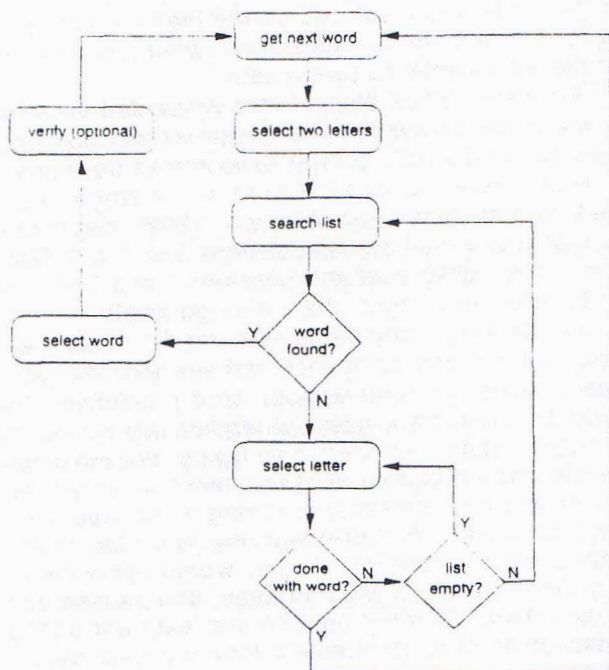 get next word
verify (optional)
select two letters
search list
Y
word
found?
select word
N
select letter
Y
done
with word?
N
list
empty?
N
Y